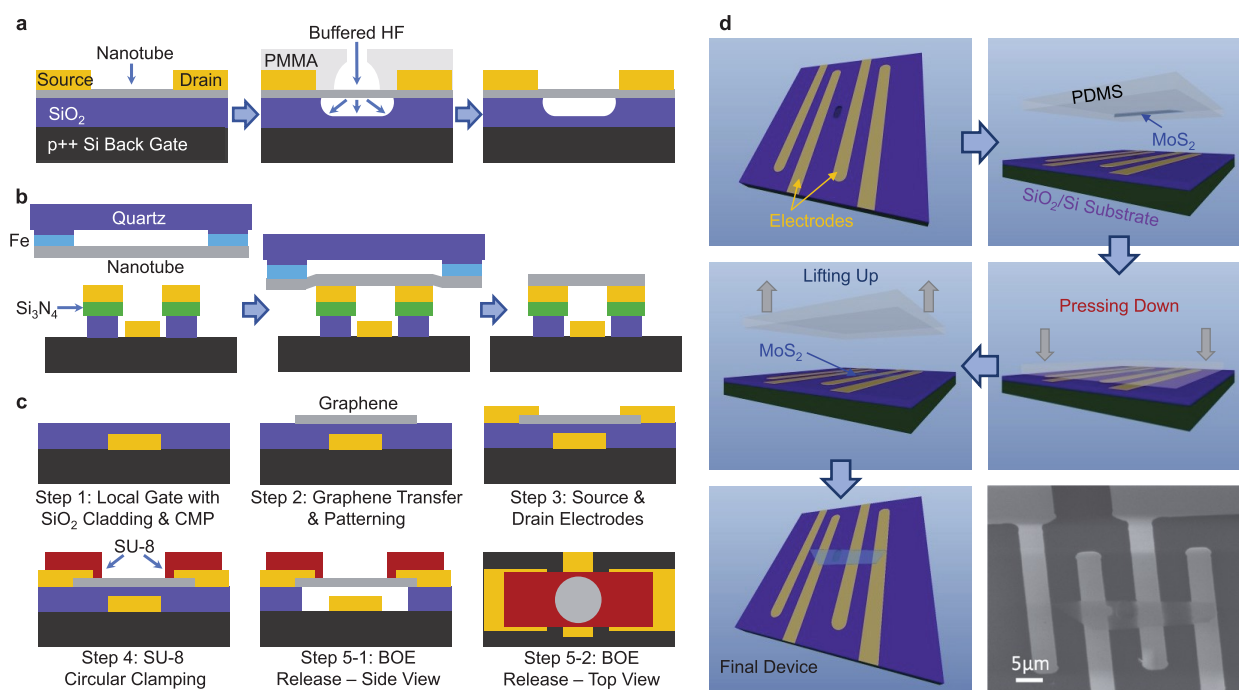 a
Nanotube
Source
Drain
SiO₂
p++ Si Back Gate
Buffered HF
PMMA
b
Quartz
Fe
Nanotube
Si₃N₄
c
Graphene
Step 1: Local Gate with
SiO₂ Cladding & CMP
Step 2: Graphene Transfer
& Patterning
Step 3: Source &
Drain Electrodes
SU-8
Step 4: SU-8
Circular Clamping
Step 5-1: BOE
Release – Side View
Step 5-2: BOE
Release – Top View
d
Electrodes
PDMS
MoS₂
SiO₂/Si Substrate
Pressing Down
Lifting Up
MoS₂
Final Device
5μm